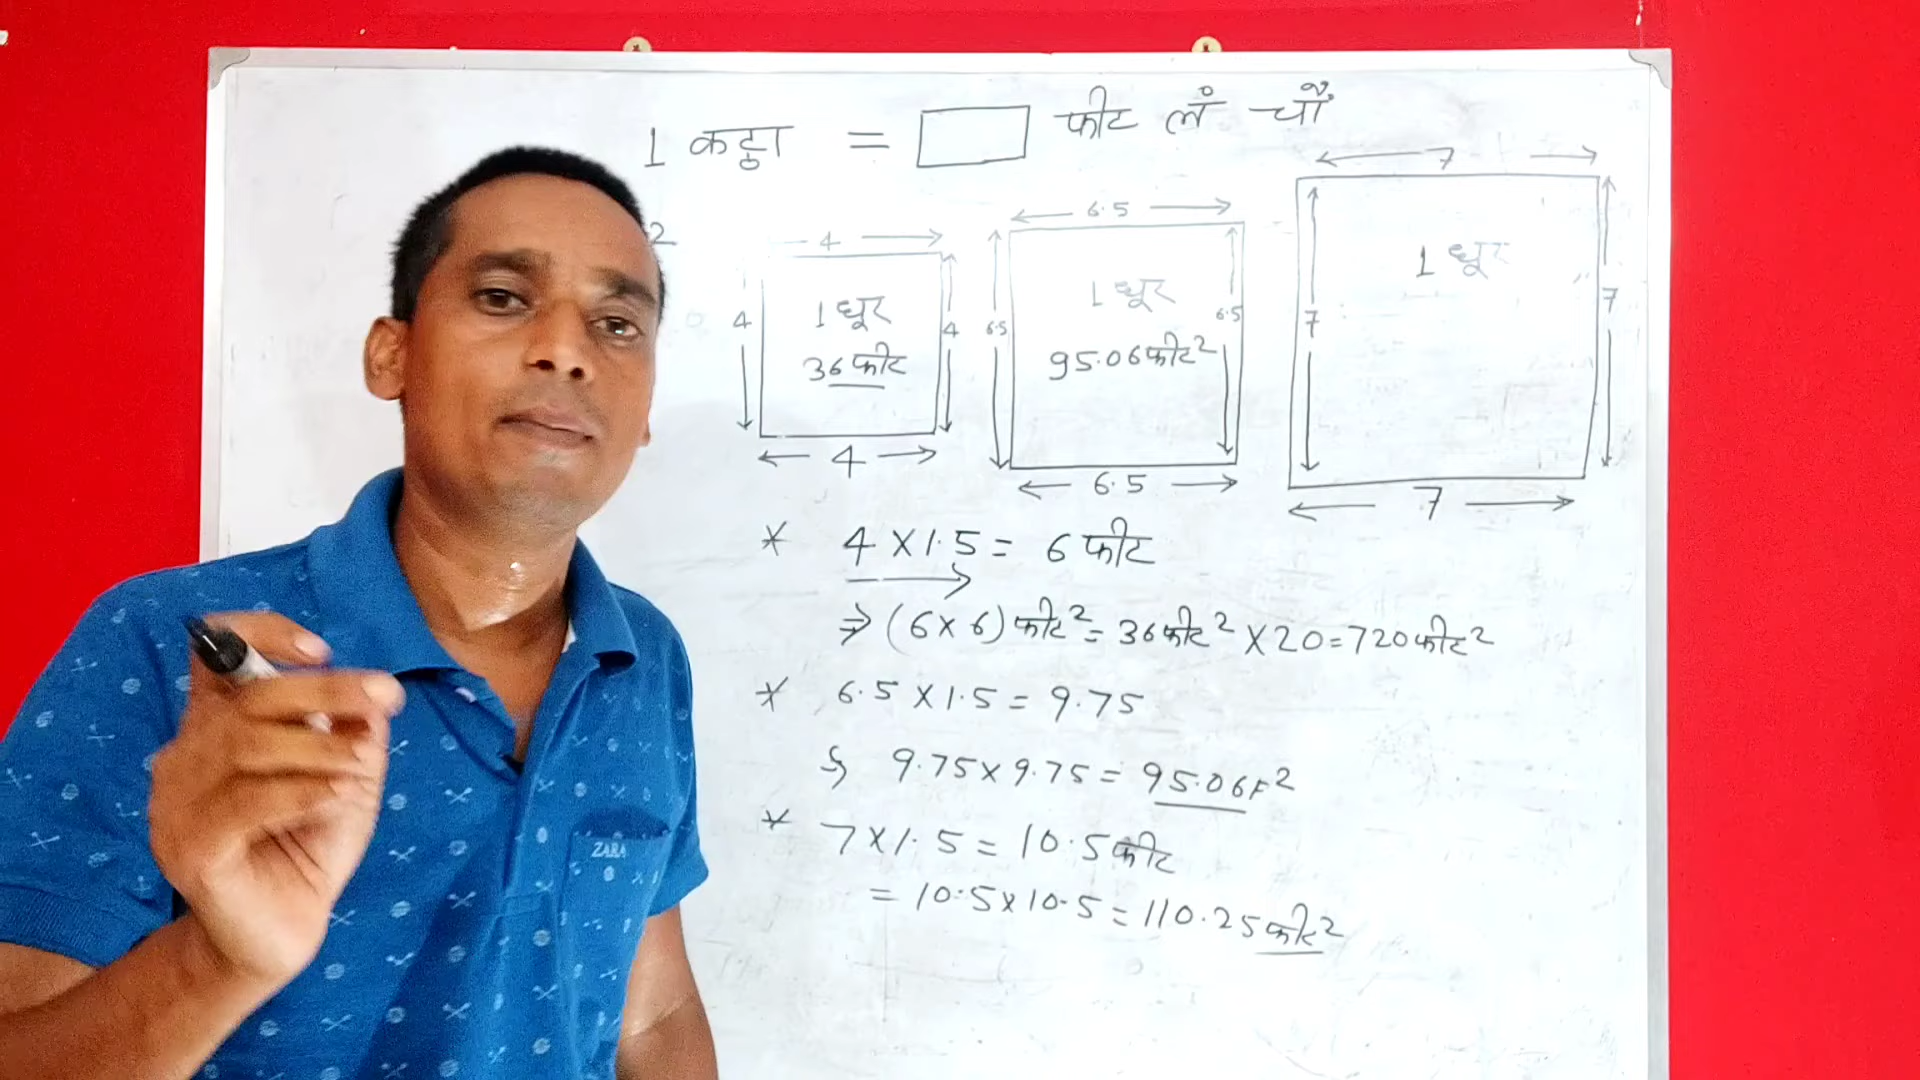 1 कट्ठा = फीट लं चौं
2
4
4
1 धूर
36 फीट
4
4
6.5
6.5
1 धूर
95.06 फीट²
6.5
6.5
7
7
1 धूर
7
7
* 4 X 1.5 = 6 फीट
⇒ (6 x 6) फीट² = 36 फीट² X 20 = 720 फीट²
* 6.5 X 1.5 = 9.75
↳ 9.75 x 9.75 = 95.06 F²
* 7 X 1.5 = 10.5 फीट
= 10.5 x 10.5 = 110.25 फीट²
ZARA